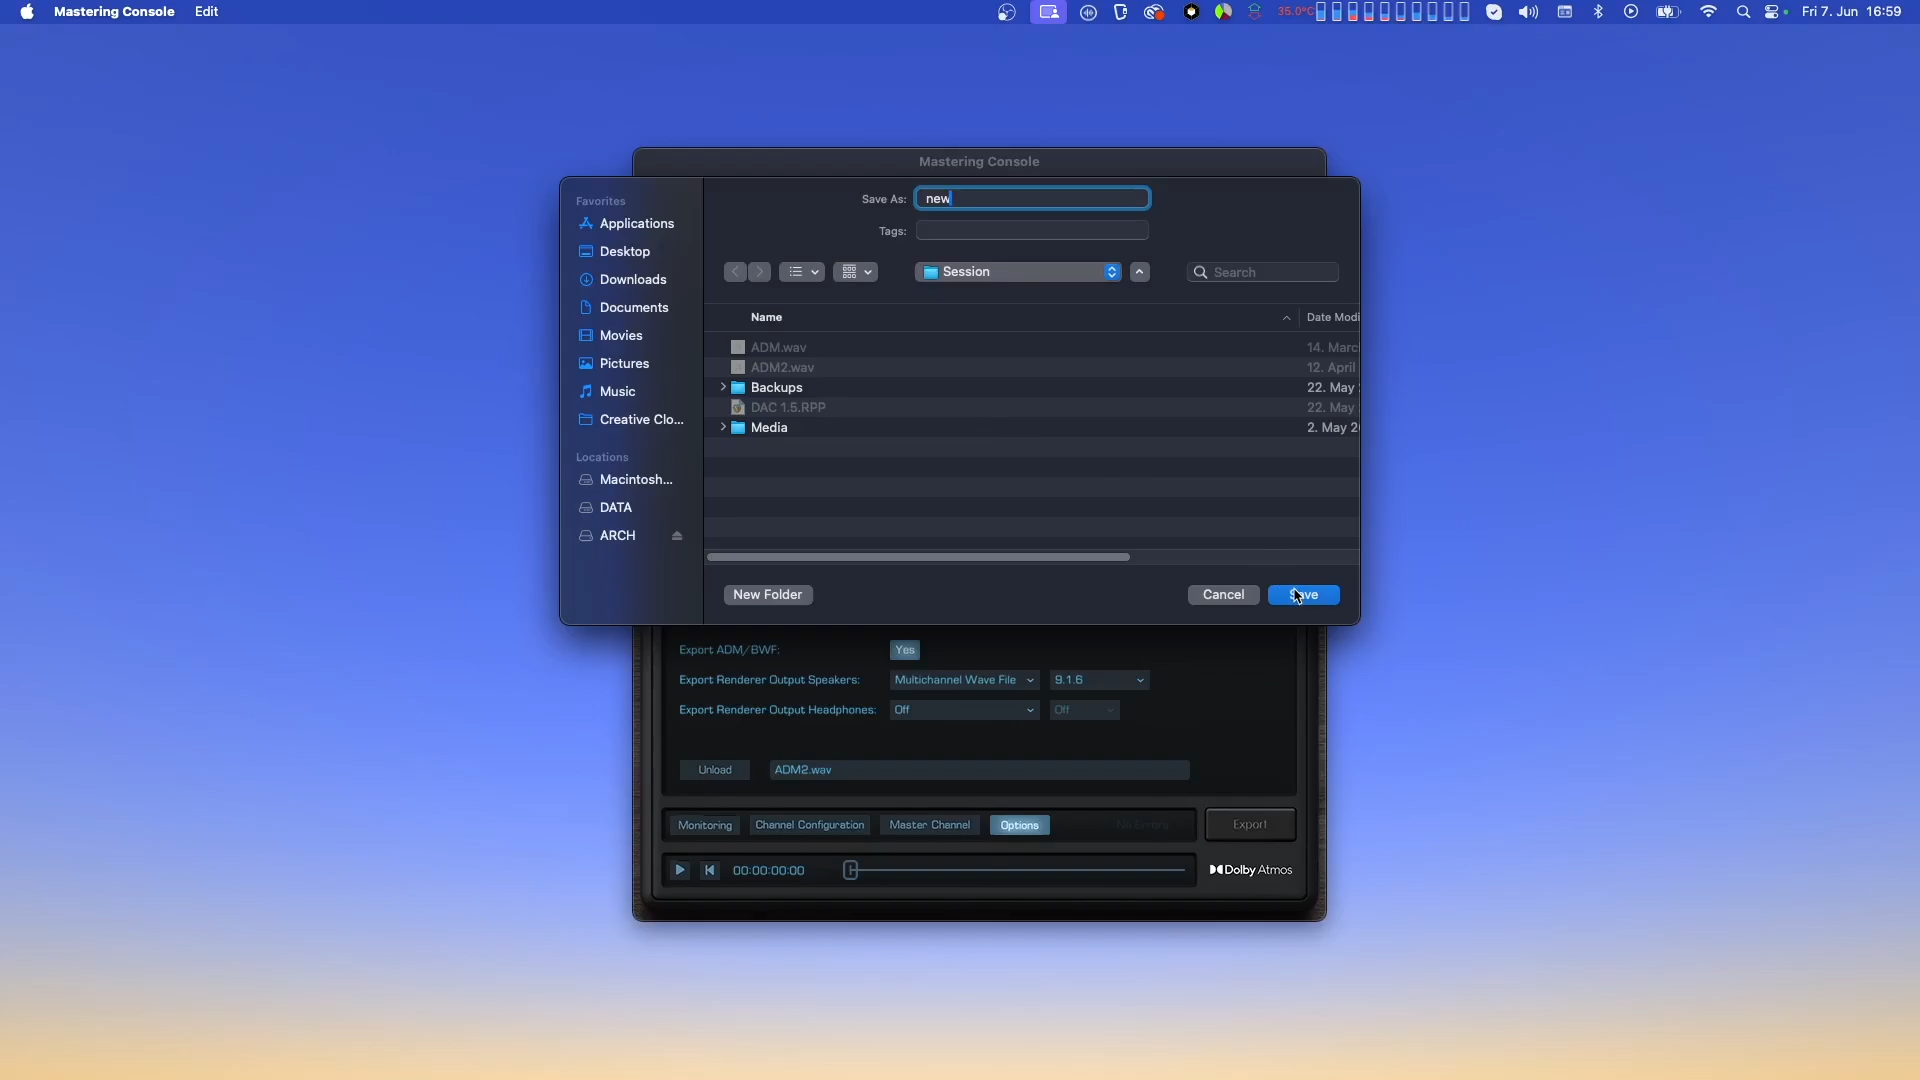 Mastering Console Edit 35.0°C Fri 7. Jun 16:59
Mastering Console
Favorites
Applications
Desktop
Downloads
Documents
Movies
Pictures
Music
Creative Clo...
Locations
Macintosh...
DATA
ARCH
Save As: new
Tags:
Session
Search
Name Date Modi
ADM.wav 14. Marc
ADM2.wav 12. April
Backups 22. May
DAC 1.5.RPP 22. May
Media 2. May 2
New Folder Cancel Save
Export ADM/BWF: Yes
Export Renderer Output Speakers: Multichannel Wave File 9.1.6
Export Renderer Output Headphones: Off Off
Unload ADM2.wav
Monitoring Channel Configuration Master Channel Options No Errors Export
00:00:00:00 Dolby Atmos